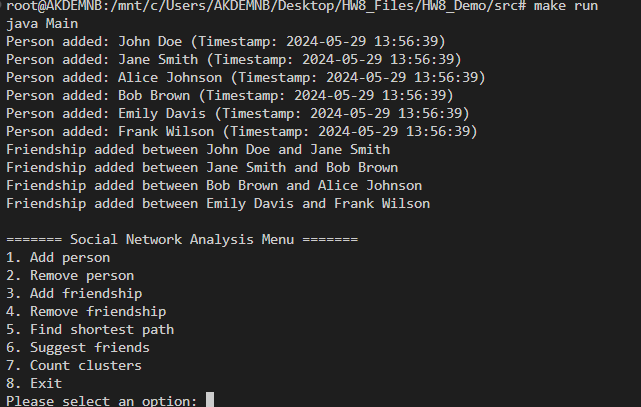 root@AKDEMNB:/mnt/c/Users/AKDEMNB/Desktop/HW8_Files/HW8_Demo/src# make run
java Main
Person added: John Doe (Timestamp: 2024-05-29 13:56:39)
Person added: Jane Smith (Timestamp: 2024-05-29 13:56:39)
Person added: Alice Johnson (Timestamp: 2024-05-29 13:56:39)
Person added: Bob Brown (Timestamp: 2024-05-29 13:56:39)
Person added: Emily Davis (Timestamp: 2024-05-29 13:56:39)
Person added: Frank Wilson (Timestamp: 2024-05-29 13:56:39)
Friendship added between John Doe and Jane Smith
Friendship added between Jane Smith and Bob Brown
Friendship added between Bob Brown and Alice Johnson
Friendship added between Emily Davis and Frank Wilson
======= Social Network Analysis Menu =======
1. Add person
2. Remove person
3. Add friendship
4. Remove friendship
5. Find shortest path
6. Suggest friends
7. Count clusters
8. Exit
Please select an option: